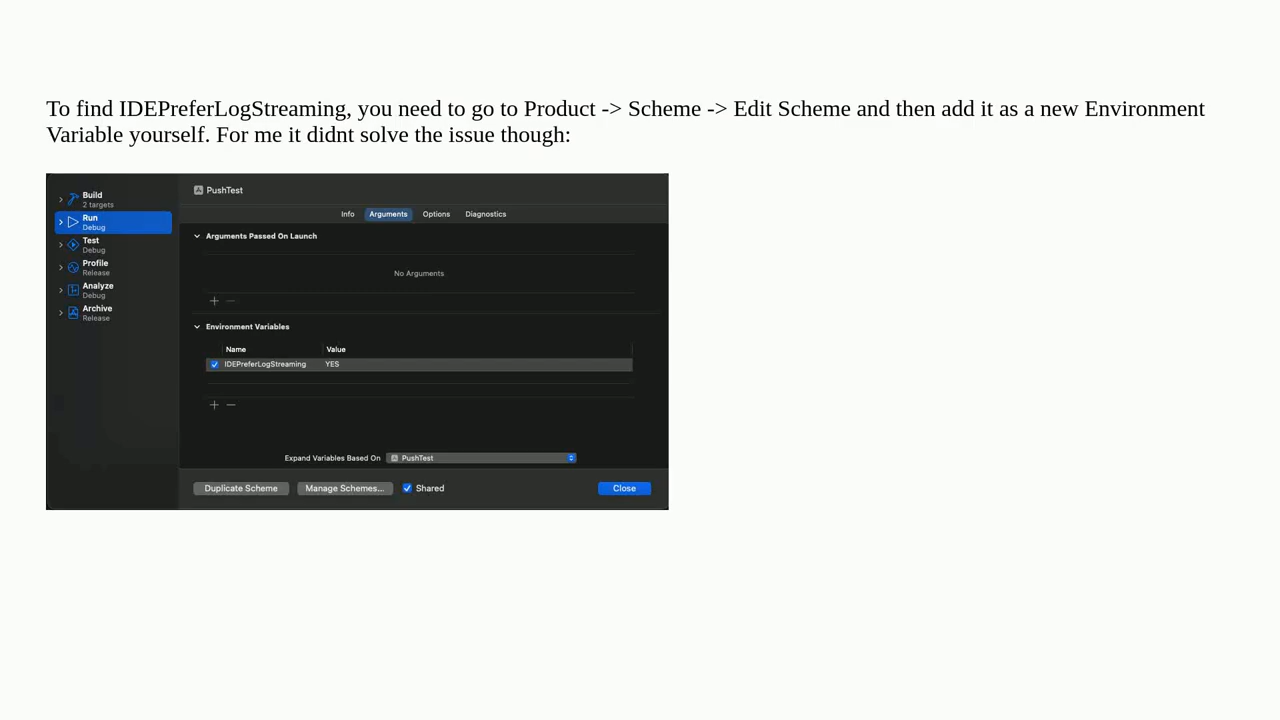 To find IDEPreferLogStreaming, you need to go to Product -> Scheme -> Edit Scheme and then add it as a new Environment
Variable yourself. For me it didnt solve the issue though:
Build
2 targets
Run
Debug
Test
Debug
Profile
Release
Analyze
Debug
Archive
Release
PushTest
Info Arguments Options Diagnostics
Arguments Passed On Launch
No Arguments
Environment Variables
Name Value
IDEPreferLogStreaming YES
Expand Variables Based On PushTest
Duplicate Scheme Manage Schemes... Shared Close